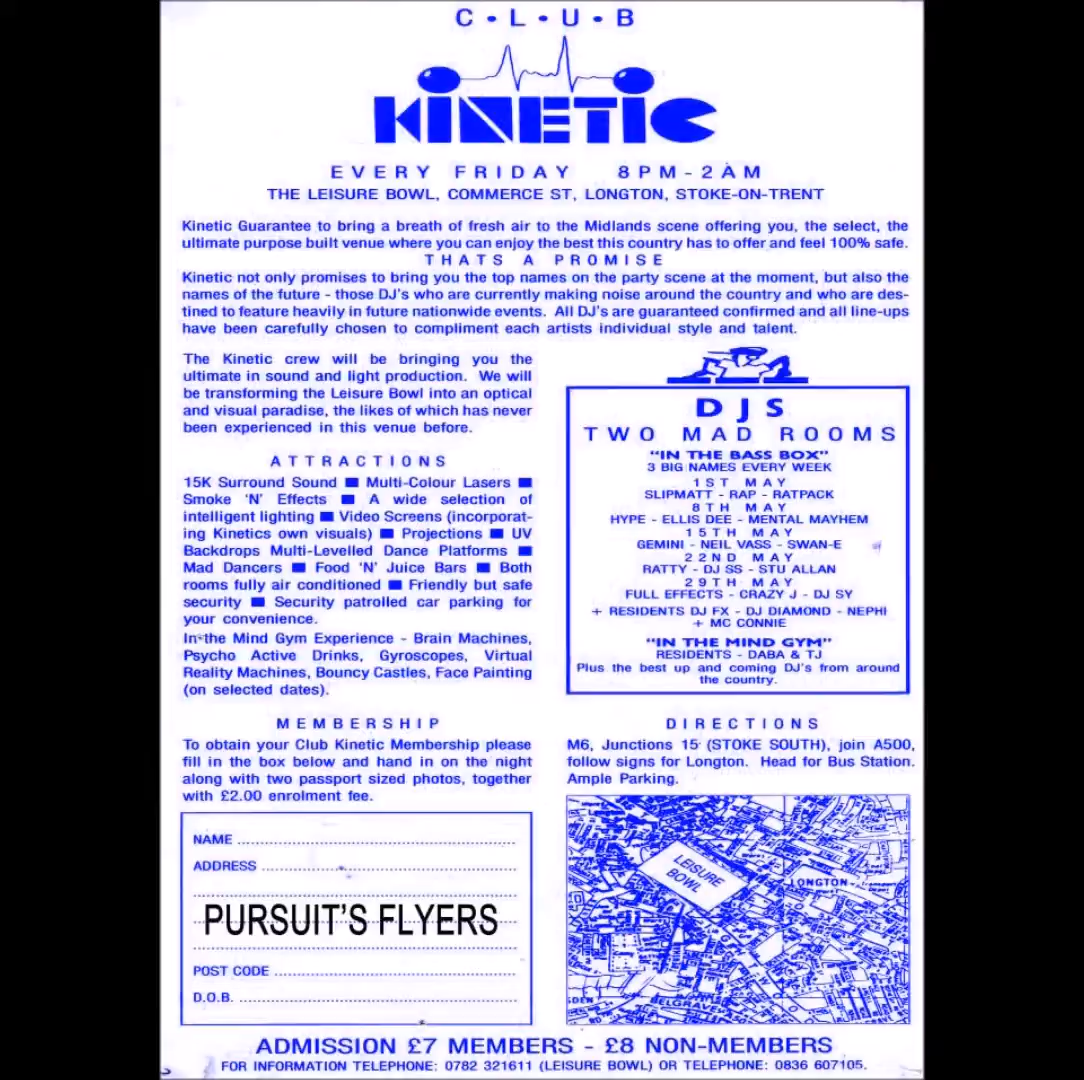 C • L • U • B
KINETIC
EVERY FRIDAY 8PM-2AM
THE LEISURE BOWL, COMMERCE ST, LONGTON, STOKE-ON-TRENT
Kinetic Guarantee to bring a breath of fresh air to the Midlands scene offering you, the select, the
ultimate purpose built venue where you can enjoy the best this country has to offer and feel 100% safe.
THATS A PROMISE
Kinetic not only promises to bring you the top names on the party scene at the moment, but also the
names of the future - those DJ's who are currently making noise around the country and who are des-
tined to feature heavily in future nationwide events. All DJ's are guaranteed confirmed and all line-ups
have been carefully chosen to compliment each artists individual style and talent.
The Kinetic crew will be bringing you the
ultimate in sound and light production. We will
be transforming the Leisure Bowl into an optical
and visual paradise, the likes of which has never
been experienced in this venue before.
ATTRACTIONS
15K Surround Sound ■ Multi-Colour Lasers ■
Smoke 'N' Effects ■ A wide selection of
intelligent lighting ■ Video Screens (incorporat-
ing Kinetics own visuals) ■ Projections ■ UV
Backdrops Multi-Levelled Dance Platforms ■
Mad Dancers ■ Food 'N' Juice Bars ■ Both
rooms fully air conditioned ■ Friendly but safe
security ■ Security patrolled car parking for
your convenience.
In the Mind Gym Experience - Brain Machines,
Psycho Active Drinks, Gyroscopes, Virtual
Reality Machines, Bouncy Castles, Face Painting
(on selected dates).
DJS
TWO MAD ROOMS
"IN THE BASS BOX"
3 BIG NAMES EVERY WEEK
1ST MAY
SLIPMATT - RAP - RATPACK
8TH MAY
HYPE - ELLIS DEE - MENTAL MAYHEM
15TH MAY
GEMINI - NEIL VASS - SWAN-E
22ND MAY
RATTY - DJ SS - STU ALLAN
29TH MAY
FULL EFFECTS - CRAZY J - DJ SY
+ RESIDENTS DJ FX - DJ DIAMOND - NEPHI
+ MC CONNIE
"IN THE MIND GYM"
RESIDENTS - DABA & TJ
Plus the best up and coming DJ's from around
the country.
MEMBERSHIP
To obtain your Club Kinetic Membership please
fill in the box below and hand in on the night
along with two passport sized photos, together
with £2.00 enrolment fee.
NAME
ADDRESS
PURSUIT'S FLYERS
POST CODE
D.O.B.
DIRECTIONS
M6, Junctions 15 (STOKE SOUTH), join A500,
follow signs for Longton. Head for Bus Station.
Ample Parking.
LEISURE
BOWL
LONGTON
BELGRAVE
ADMISSION £7 MEMBERS - £8 NON-MEMBERS
FOR INFORMATION TELEPHONE: 0782 321611 (LEISURE BOWL) OR TELEPHONE: 0836 607105.